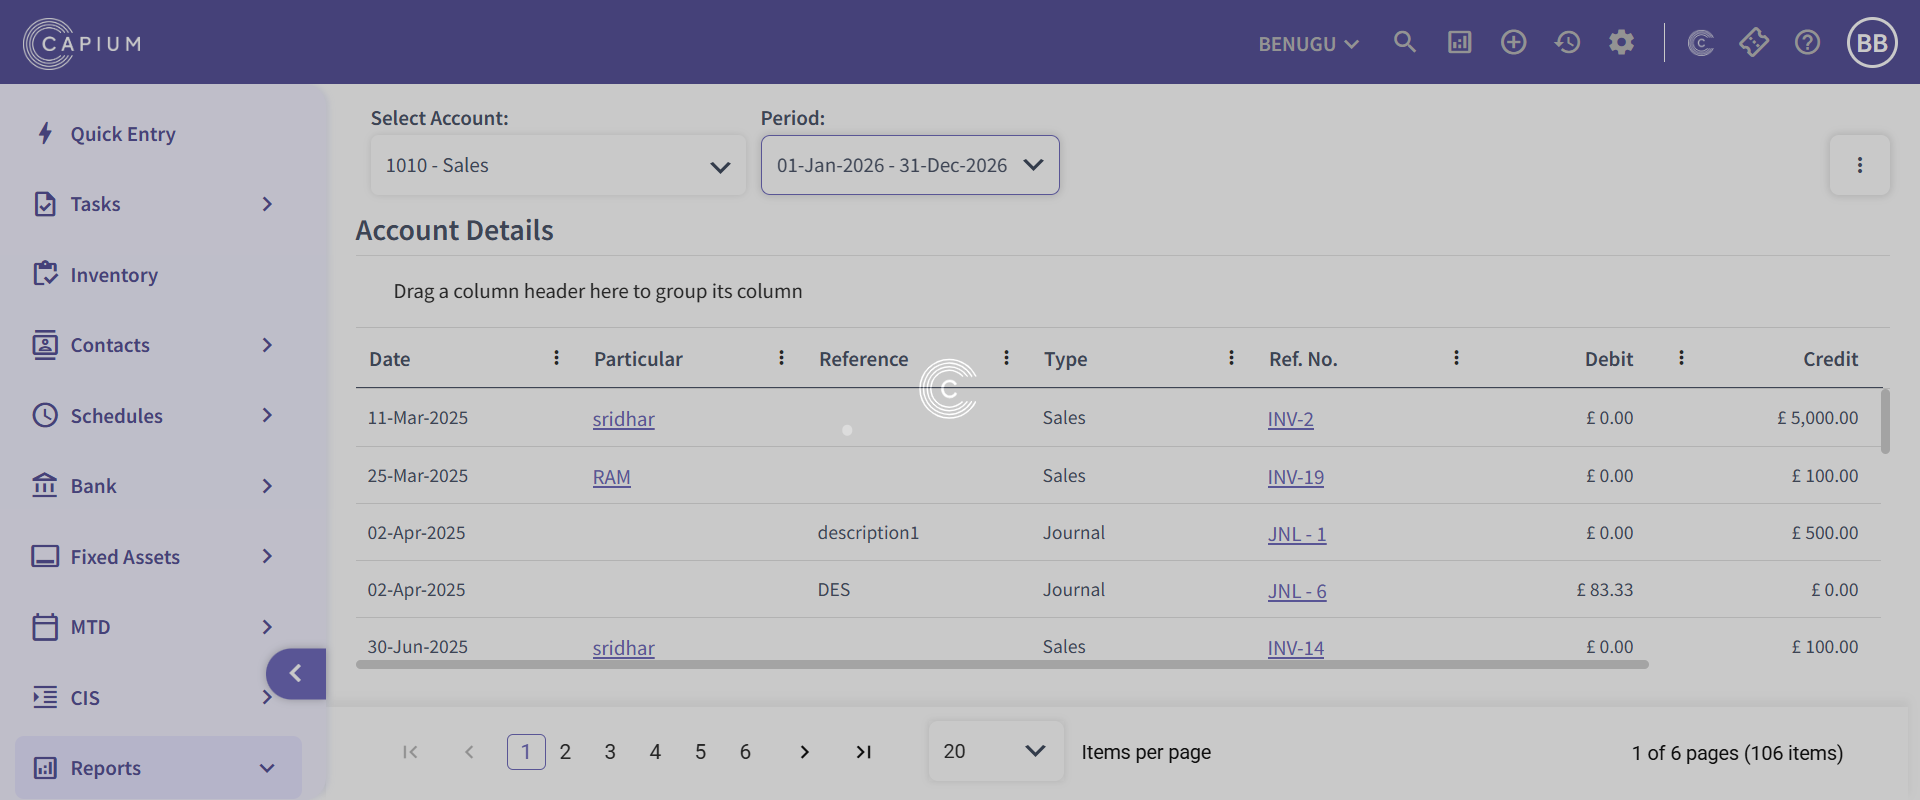 CAPIUM
BENUGU
BB
Quick Entry
Tasks
Inventory
Contacts
Schedules
Bank
Fixed Assets
MTD
CIS
Reports
Select Account:
Period:
1010 - Sales
01-Jan-2026 - 31-Dec-2026
Account Details
Drag a column header here to group its column
Date Particular Reference Type Ref. No. Debit Credit
11-Mar-2025 sridhar Sales INV-2 £ 0.00 £ 5,000.00
25-Mar-2025 RAM Sales INV-19 £ 0.00 £ 100.00
02-Apr-2025 description1 Journal JNL - 1 £ 0.00 £ 500.00
02-Apr-2025 DES Journal JNL - 6 £ 83.33 £ 0.00
30-Jun-2025 sridhar Sales INV-14 £ 0.00 £ 100.00
1 2 3 4 5 6 20 Items per page 1 of 6 pages (106 items)